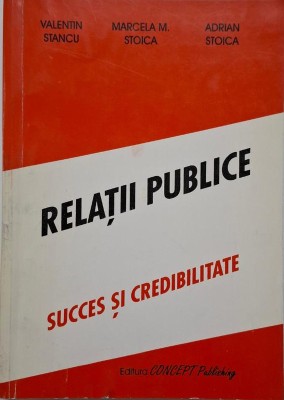 VALENTIN STANCU
MARCELA M. STOICA
ADRIAN STOICA
RELAȚII PUBLICE
SUCCES ȘI CREDIBILITATE
Editura CONCEPT Publishing